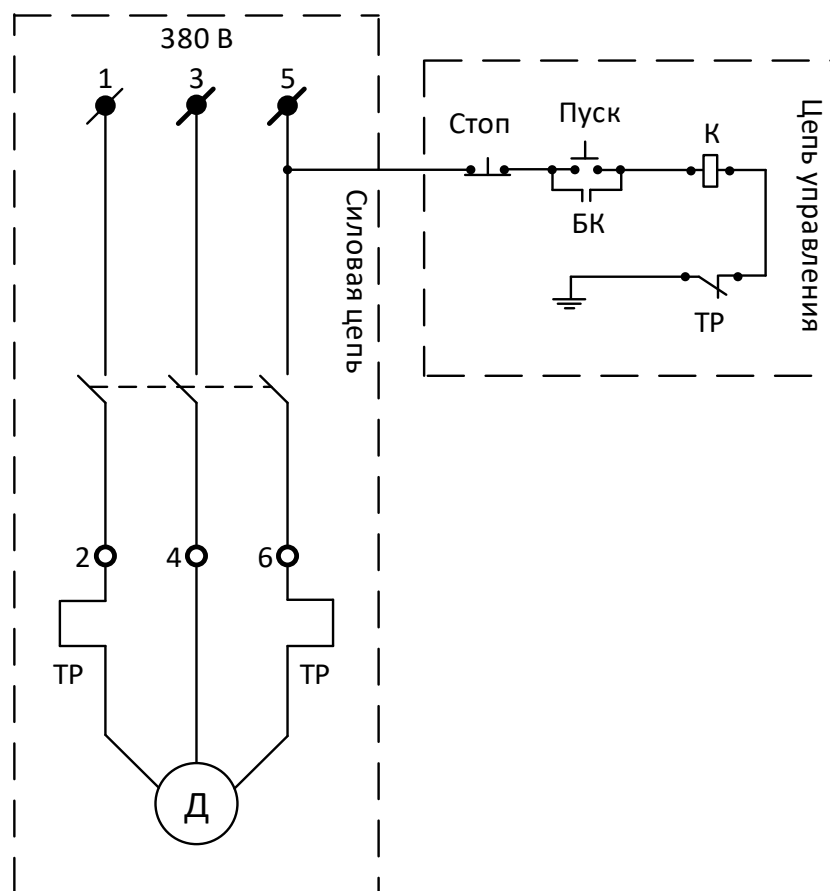 380 В
1
3
5
Стоп
Пуск
К
БК
ТР
Цепь управления
Силовая цепь
2
4
6
ТР
ТР
Д